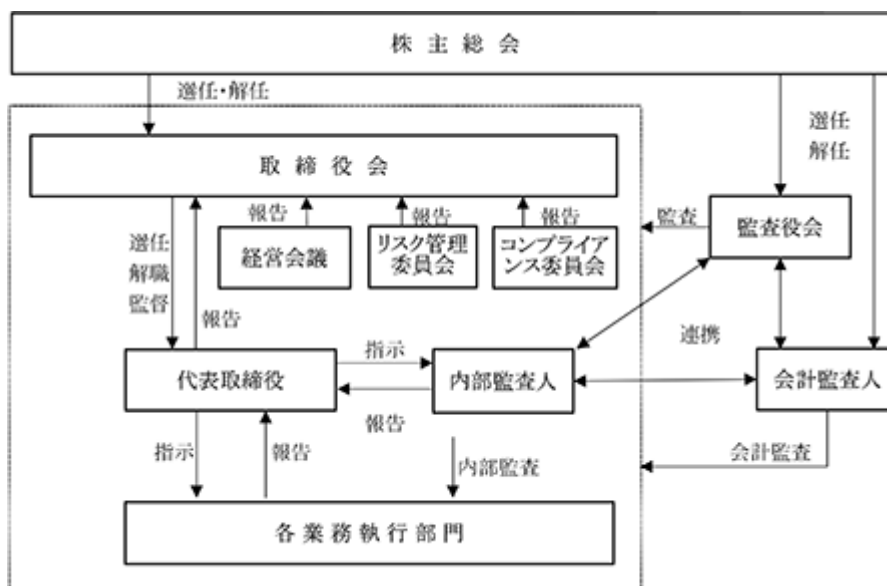 株主総会
選任・解任
選任
解任
取締役会
報告
報告
報告
監査
監査役会
経営会議
リスク管理
委員会
コンプライア
ンス委員会
選任
解職
監督
報告
連携
代表取締役
指示
内部監査人
会計監査人
報告
指示
報告
内部監査
会計監査
各業務執行部門